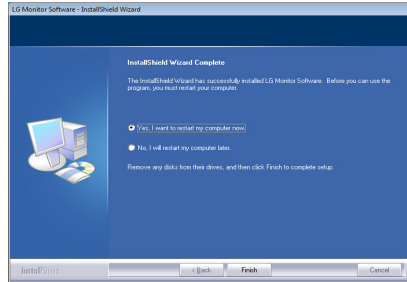 LG Monitor Software - InstallShield Wizard
InstallShield Wizard Complete
The InstallShield Wizard has successfully installed LG Monitor Software. Before you can use the
program, you must restart your computer.
Yes, I want to restart my computer now.
No, I will restart my computer later.
Remove any disks from their drives, and then click Finish to complete setup.
InstallShield
< Back
Finish
Cancel